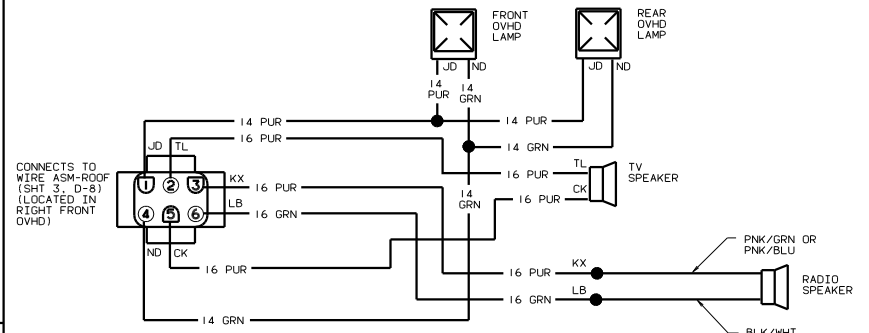 FRONT
OVHD
LAMP
REAR
OVHD
LAMP
JD ND
JD ND
14
PUR
14
GRN
14 PUR
14 PUR
16 PUR
14 GRN
JD TL
CONNECTS TO
WIRE ASM-ROOF
(SHT 3, D-8)
(LOCATED IN
RIGHT FRONT
OVHD)
1 2 3
4 5 6
KX
16 PUR
LB
16 GRN
TL
16 PUR
CK
16 PUR
TV
SPEAKER
14
GRN
ND CK
16 PUR
14 GRN
PNK/GRN OR
PNK/BLU
KX
16 PUR
LB
16 GRN
RADIO
SPEAKER
BLK/WHT